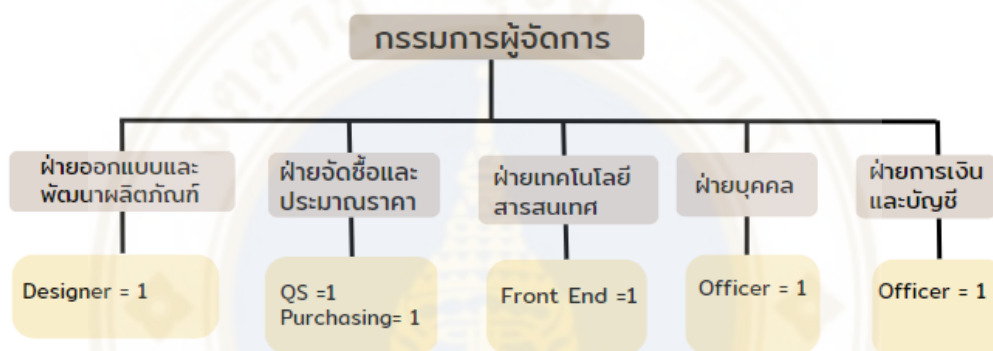 กรรมการผู้จัดการ
ฝ่ายออกแบบและ
พัฒนาผลิตภัณฑ์
ฝ่ายจัดซื้อและ
ประมาณราคา
ฝ่ายเทคโนโลยี
สารสนเทศ
ฝ่ายบุคคล
ฝ่ายการเงิน
และบัญชี
Designer = 1
QS =1
Purchasing= 1
Front End =1
Officer = 1
Officer = 1